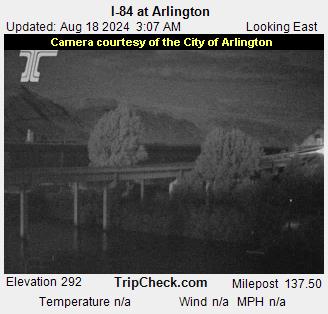 I-84 at Arlington
Updated: Aug 18 2024 3:07 AM Looking East
Camera courtesy of the City of Arlington
Elevation 292 TripCheck.com Milepost 137.50
Temperature n/a Wind n/a MPH n/a